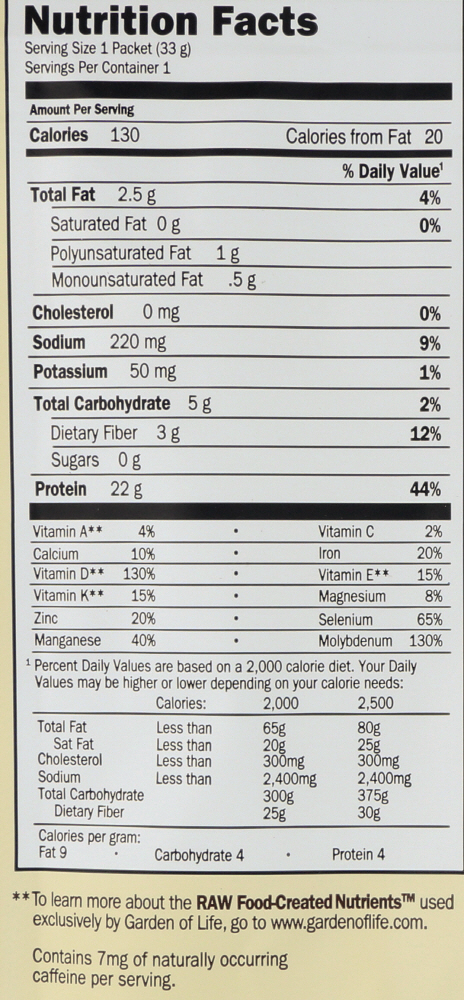 Nutrition Facts
Serving Size 1 Packet (33 g)
Servings Per Container 1
Amount Per Serving
Calories 130 Calories from Fat 20
% Daily Value¹
Total Fat 2.5 g 4%
Saturated Fat 0 g 0%
Polyunsaturated Fat 1 g
Monounsaturated Fat .5 g
Cholesterol 0 mg 0%
Sodium 220 mg 9%
Potassium 50 mg 1%
Total Carbohydrate 5 g 2%
Dietary Fiber 3 g 12%
Sugars 0 g
Protein 22 g 44%
Vitamin A** 4% • Vitamin C 2%
Calcium 10% • Iron 20%
Vitamin D** 130% • Vitamin E** 15%
Vitamin K** 15% • Magnesium 8%
Zinc 20% • Selenium 65%
Manganese 40% • Molybdenum 130%
¹ Percent Daily Values are based on a 2,000 calorie diet. Your Daily
Values may be higher or lower depending on your calorie needs:
Calories: 2,000 2,500
Total Fat Less than 65g 80g
Sat Fat Less than 20g 25g
Cholesterol Less than 300mg 300mg
Sodium Less than 2,400mg 2,400mg
Total Carbohydrate 300g 375g
Dietary Fiber 25g 30g
Calories per gram:
Fat 9 • Carbohydrate 4 • Protein 4
**To learn more about the RAW Food-Created Nutrients™ used
exclusively by Garden of Life, go to www.gardenoflife.com.
Contains 7mg of naturally occurring
caffeine per serving.